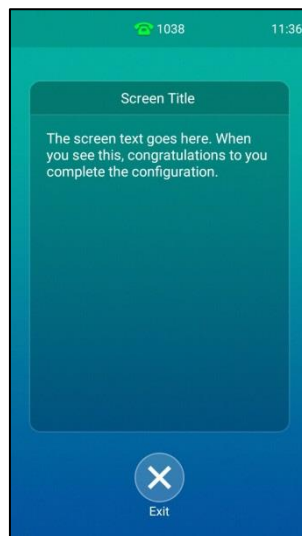 1038 11:36
Screen Title
The screen text goes here. When
you see this, congratulations to you
complete the configuration.
Exit